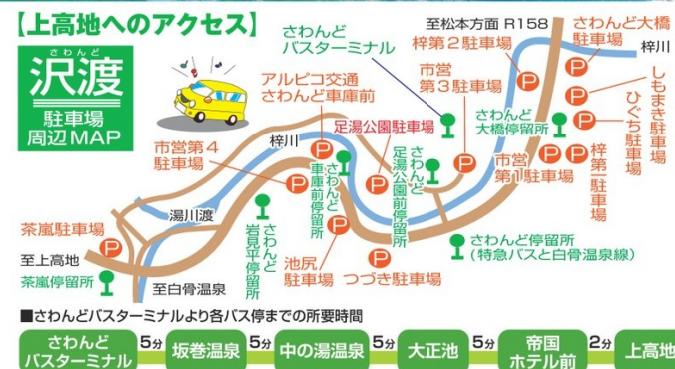 【上高地へのアクセス】
さわんど
沢渡
駐車場
周辺MAP
さわんど
バスターミナル
至松本方面 R158
さわんど大橋
駐車場
梓川
梓第2駐車場
アルピコ交通
さわんど車庫前
市営
第3駐車場
しもまき駐車場
ひぐち駐車場
足湯公園駐車場
さわんど
大橋停留所
市営第4
駐車場
梓川
さわんど
車庫前停留所
さわんど
足湯公園前停留所
市営
第1駐車場
梓第一駐車場
湯川渡
茶嵐駐車場
さわんど
岩見平停留所
池尻
駐車場
つづき駐車場
さわんど停留所
(特急バスと白骨温泉線)
至上高地
茶嵐停留所
至白骨温泉
P
P
P
P
P
P
P
P
P
P
P
P
P
■さわんどバスターミナルより各バス停までの所要時間
さわんど
バスターミナル
5分
坂巻温泉
5分
中の湯温泉
5分
大正池
5分
帝国
ホテル前
2分
上高地